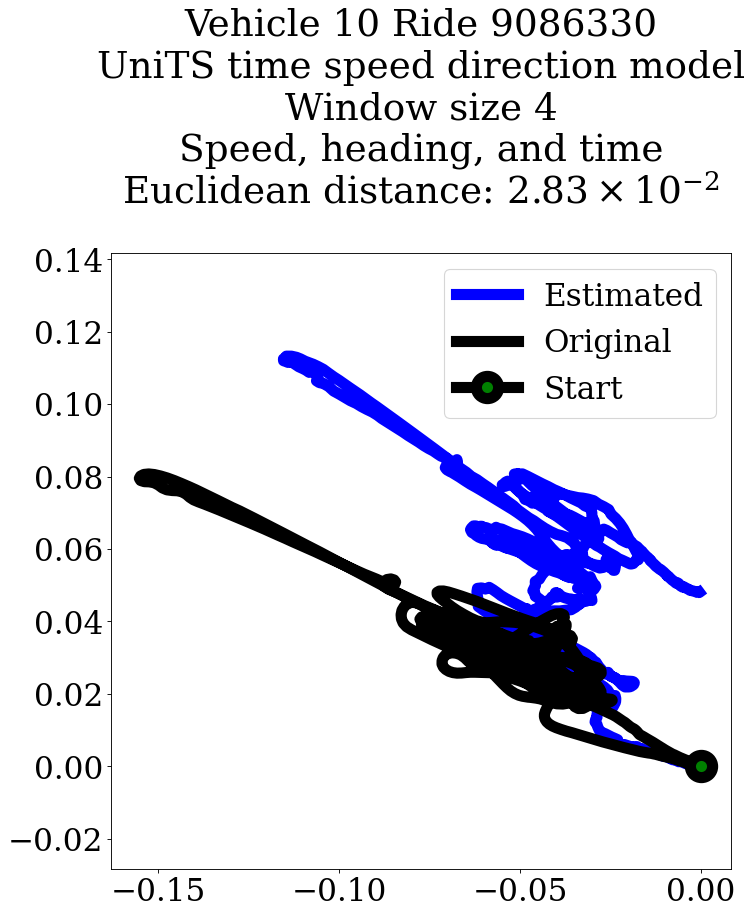 Vehicle 10 Ride 9086330
UniTS time speed direction model
Window size 4
Speed, heading, and time
Euclidean distance: 2.83 × 10⁻²
0.14
Estimated
0.12
Original
Start
0.10
0.08
0.06
0.04
0.02
0.00
−0.02
−0.15 −0.10 −0.05 0.00